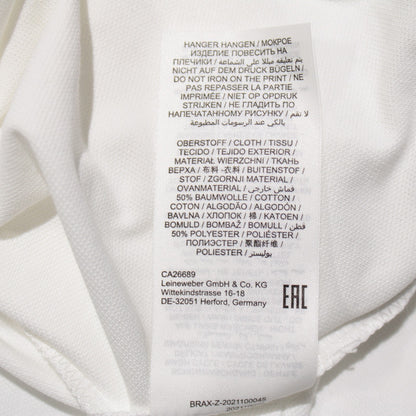 HANGER HANGEN / МОКРОЕ
ИЗДЕЛИЕ ПОВЕСИТЬ НА
ПЛЕЧИКИ / يتم تعليقه مبللا على الشماعة
NICHT AUF DEM DRUCK BÜGELN /
DO NOT IRON ON THE PRINT / NE
PAS REPASSER LA PARTIE
IMPRIMÉE / NIET OP OPDRUK
STRIJKEN / НЕ ГЛАДИТЬ ПО
НАПЕЧАТАННОМУ РИСУНКУ / لا تقم
بالكي عند الرسومات المطبوعة
OBERSTOFF / CLOTH / TISSU /
TECIDO / TEJIDO EXTERIOR /
MATERIAŁ WIERZCHNI / ТКАНЬ
ВЕРХА / 布料 -衣料 / BUITENSTOF /
STOF / ZGORNJI MATERIAL /
OVANMATERIAL / قماش خارجي
50% BAUMWOLLE / COTTON /
COTON / ALGODÃO / ALGODÓN /
BAVLNA / ХЛОПОК / 棉 / KATOEN /
BOMULD / BOMBAŽ / BOMULL / قطن
50% POLYESTER / POLIÉSTER /
ПОЛИЭСТЕР / 聚酯纤维 /
POLIESTER / بوليستر
CA26689
Leineweber GmbH & Co. KG
Wittekindstrasse 16-18
DE-32051 Herford, Germany
EAC
BRAX-Z-2021100045